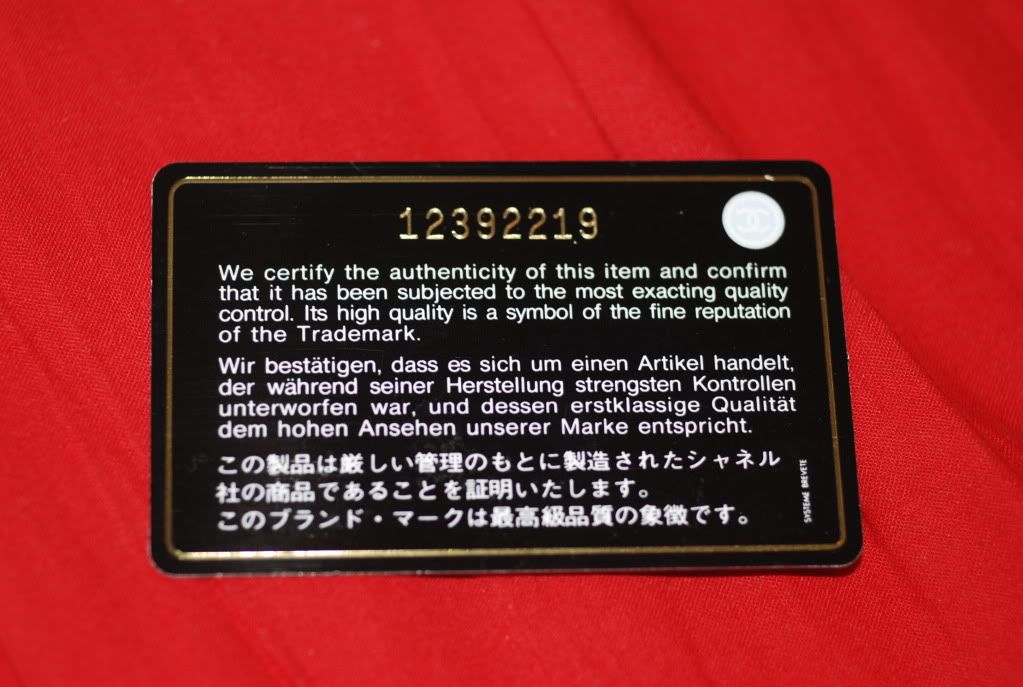 12392219
We certify the authenticity of this item and confirm
that it has been subjected to the most exacting quality
control. Its high quality is a symbol of the fine reputation
of the Trademark.
Wir bestätigen, dass es sich um einen Artikel handelt,
der während seiner Herstellung strengsten Kontrollen
unterworfen war, und dessen erstklassige Qualität
dem hohen Ansehen unserer Marke entspricht.
この製品は厳しい管理のもとに製造されたシャネル
社の商品であることを証明いたします。
このブランド・マークは最高級品質の象徴です。
SYSTEME BREVETE